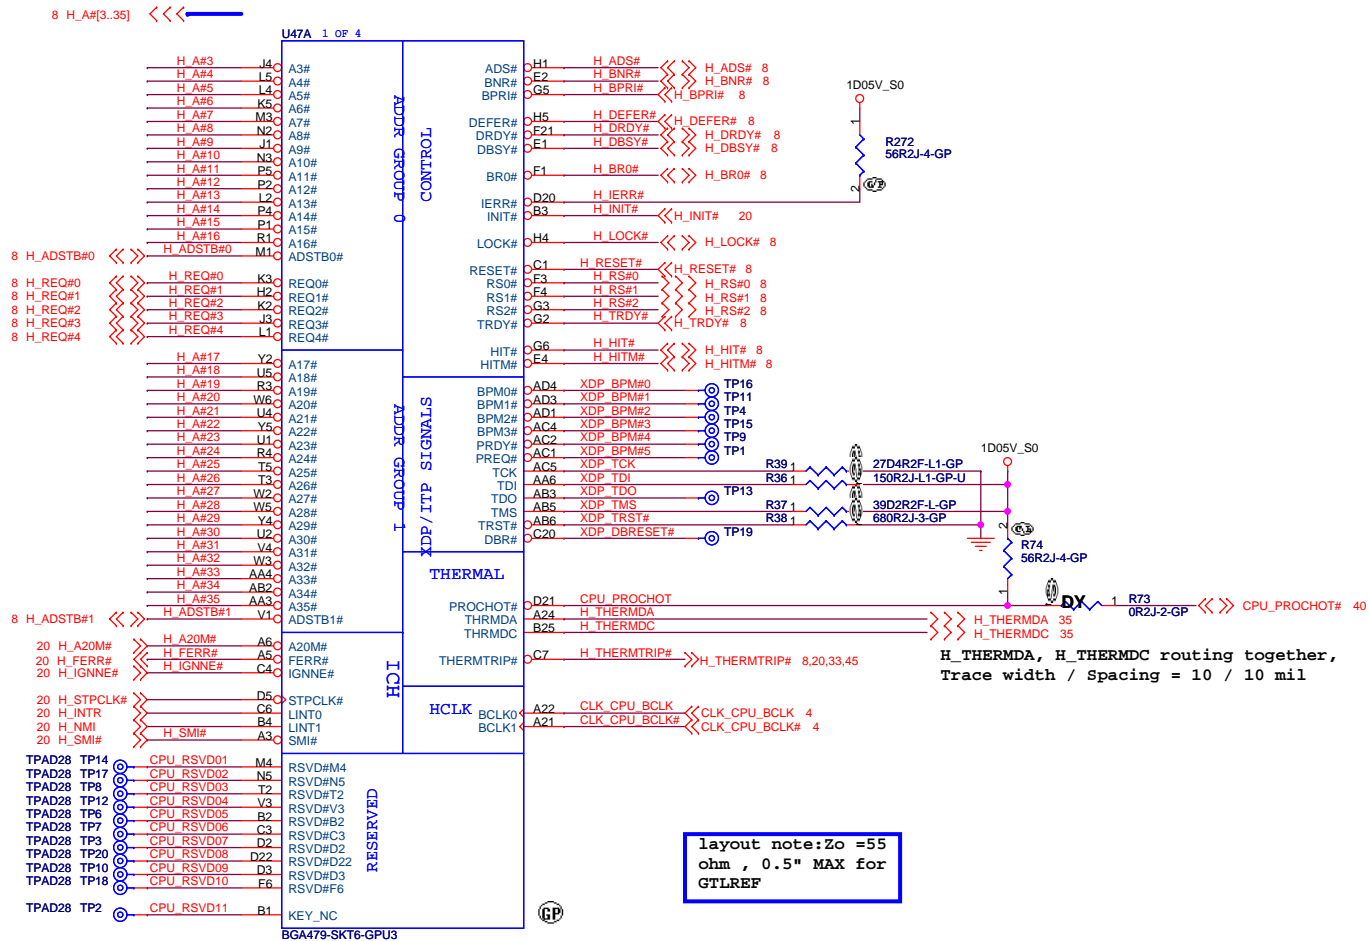 8 H_A#[3..35]
U47A 1 OF 4
H_A#3 J4 A3#
H_A#4 L5 A4#
H_A#5 L4 A5#
H_A#6 K5 A6#
H_A#7 M3 A7#
H_A#8 N2 A8#
H_A#9 J1 A9#
H_A#10 N3 A10#
H_A#11 P5 A11#
H_A#12 P2 A12#
H_A#13 L2 A13#
H_A#14 P4 A14#
H_A#15 P1 A15#
H_A#16 R1 A16#
8 H_ADSTB#0 H_ADSTB#0 M1 ADSTB0#
8 H_REQ#0 H_REQ#0 K3 REQ0#
8 H_REQ#1 H_REQ#1 H2 REQ1#
8 H_REQ#2 H_REQ#2 K2 REQ2#
8 H_REQ#3 H_REQ#3 J3 REQ3#
8 H_REQ#4 H_REQ#4 L1 REQ4#
ADDR GROUP 0
H_A#17 Y2 A17#
H_A#18 U5 A18#
H_A#19 R3 A19#
H_A#20 W6 A20#
H_A#21 U4 A21#
H_A#22 Y5 A22#
H_A#23 U1 A23#
H_A#24 R4 A24#
H_A#25 T5 A25#
H_A#26 T3 A26#
H_A#27 W2 A27#
H_A#28 W5 A28#
H_A#29 Y4 A29#
H_A#30 U2 A30#
H_A#31 V4 A31#
H_A#32 W3 A32#
H_A#33 AA4 A33#
H_A#34 AB2 A34#
H_A#35 AA3 A35#
8 H_ADSTB#1 H_ADSTB#1 V1 ADSTB1#
ADDR GROUP 1
20 H_A20M# H_A20M# A6 A20M#
20 H_FERR# H_FERR# A5 FERR#
20 H_IGNNE# H_IGNNE# C4 IGNNE#
20 H_STPCLK# D5 STPCLK#
20 H_INTR C6 LINT0
20 H_NMI B4 LINT1
20 H_SMI# H_SMI# A3 SMI#
ICH
TPAD28 TP14 CPU_RSVD01 M4 RSVD#M4
TPAD28 TP17 CPU_RSVD02 N5 RSVD#N5
TPAD28 TP8 CPU_RSVD03 T2 RSVD#T2
TPAD28 TP12 CPU_RSVD04 V3 RSVD#V3
TPAD28 TP6 CPU_RSVD05 B2 RSVD#B2
TPAD28 TP7 CPU_RSVD06 C3 RSVD#C3
TPAD28 TP3 CPU_RSVD07 D2 RSVD#D2
TPAD28 TP20 CPU_RSVD08 D22 RSVD#D22
TPAD28 TP10 CPU_RSVD09 D3 RSVD#D3
TPAD28 TP18 CPU_RSVD10 F6 RSVD#F6
TPAD28 TP2 CPU_RSVD11 B1 KEY_NC
RESERVED
BGA479-SKT6-GPU3
CONTROL
ADS# H1 H_ADS# H_ADS# 8
BNR# E2 H_BNR# H_BNR# 8
BPRI# G5 H_BPRI# H_BPRI# 8
DEFER# H5 H_DEFER# H_DEFER# 8
DRDY# F21 H_DRDY# H_DRDY# 8
DBSY# E1 H_DBSY# H_DBSY# 8
BR0# F1 H_BR0# H_BR0# 8
IERR# D20 H_IERR#
INIT# B3 H_INIT# H_INIT# 20
LOCK# H4 H_LOCK# H_LOCK# 8
RESET# C1 H_RESET# H_RESET# 8
RS0# F3 H_RS#0 H_RS#0 8
RS1# F4 H_RS#1 H_RS#1 8
RS2# G3 H_RS#2 H_RS#2 8
TRDY# G2 H_TRDY# H_TRDY# 8
HIT# G6 H_HIT# H_HIT# 8
HITM# E4 H_HITM# H_HITM# 8
1D05V_S0
1
R272
56R2J-4-GP
2
XDP/ITP SIGNALS
BPM0# AD4 XDP_BPM#0 TP16
BPM1# AD3 XDP_BPM#1 TP11
BPM2# AD1 XDP_BPM#2 TP4
BPM3# AC4 XDP_BPM#3 TP15
PRDY# AC2 XDP_BPM#4 TP9
PREQ# AC1 XDP_BPM#5 TP1
TCK AC5 XDP_TCK R39 1 27D4R2F-L1-GP
TDI AA6 XDP_TDI R36 1 150R2J-L1-GP-U
TDO AB3 XDP_TDO TP13
TMS AB5 XDP_TMS R37 1 39D2R2F-L-GP
TRST# AB6 XDP_TRST# R38 1 680R2J-3-GP
DBR# C20 XDP_DBRESET# TP19
1D05V_S0
2
R74
56R2J-4-GP
1
THERMAL
PROCHOT# D21 CPU_PROCHOT
DY 1 R73
0R2J-2-GP
CPU_PROCHOT# 40
THRMDA A24 H_THERMDA H_THERMDA 35
THRMDC B25 H_THERMDC H_THERMDC 35
THERMTRIP# C7 H_THERMTRIP# H_THERMTRIP# 8,20,33,45
H_THERMDA, H_THERMDC routing together,
Trace width / Spacing = 10 / 10 mil
HCLK
BCLK0 A22 CLK_CPU_BCLK CLK_CPU_BCLK 4
BCLK1 A21 CLK_CPU_BCLK# CLK_CPU_BCLK# 4
layout note:Zo =55
ohm , 0.5" MAX for
GTLREF
GP